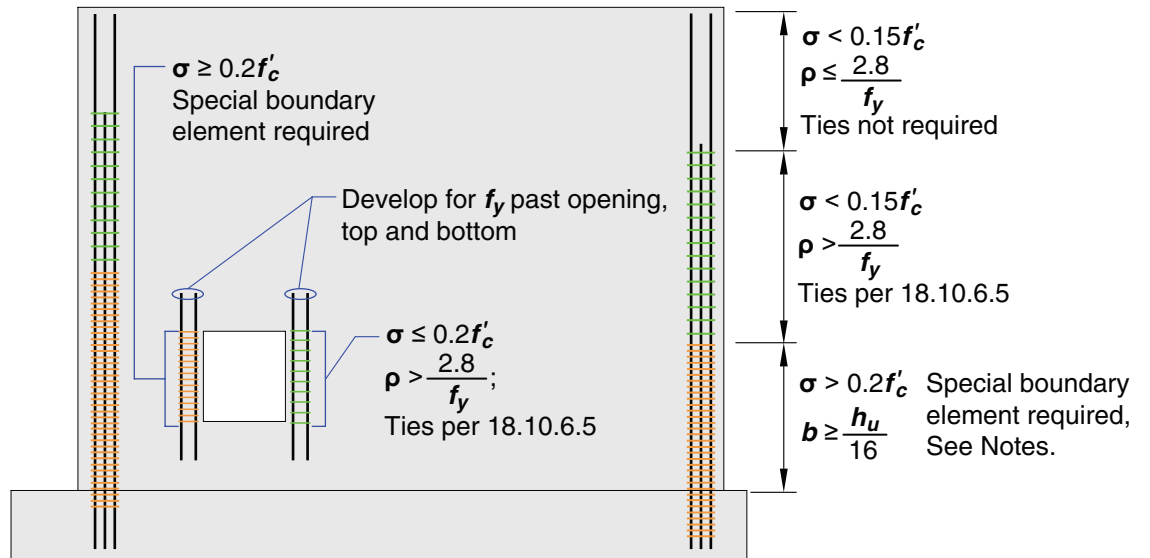 σ ≥ 0.2f′c
Special boundary
element required
Develop for fy past opening,
top and bottom
σ ≤ 0.2f′c
ρ > 2.8/fy;
Ties per 18.10.6.5
σ < 0.15f′c
ρ ≤ 2.8/fy
Ties not required
σ < 0.15f′c
ρ > 2.8/fy
Ties per 18.10.6.5
σ > 0.2f′c Special boundary
element required,
b ≥ hu/16
See Notes.